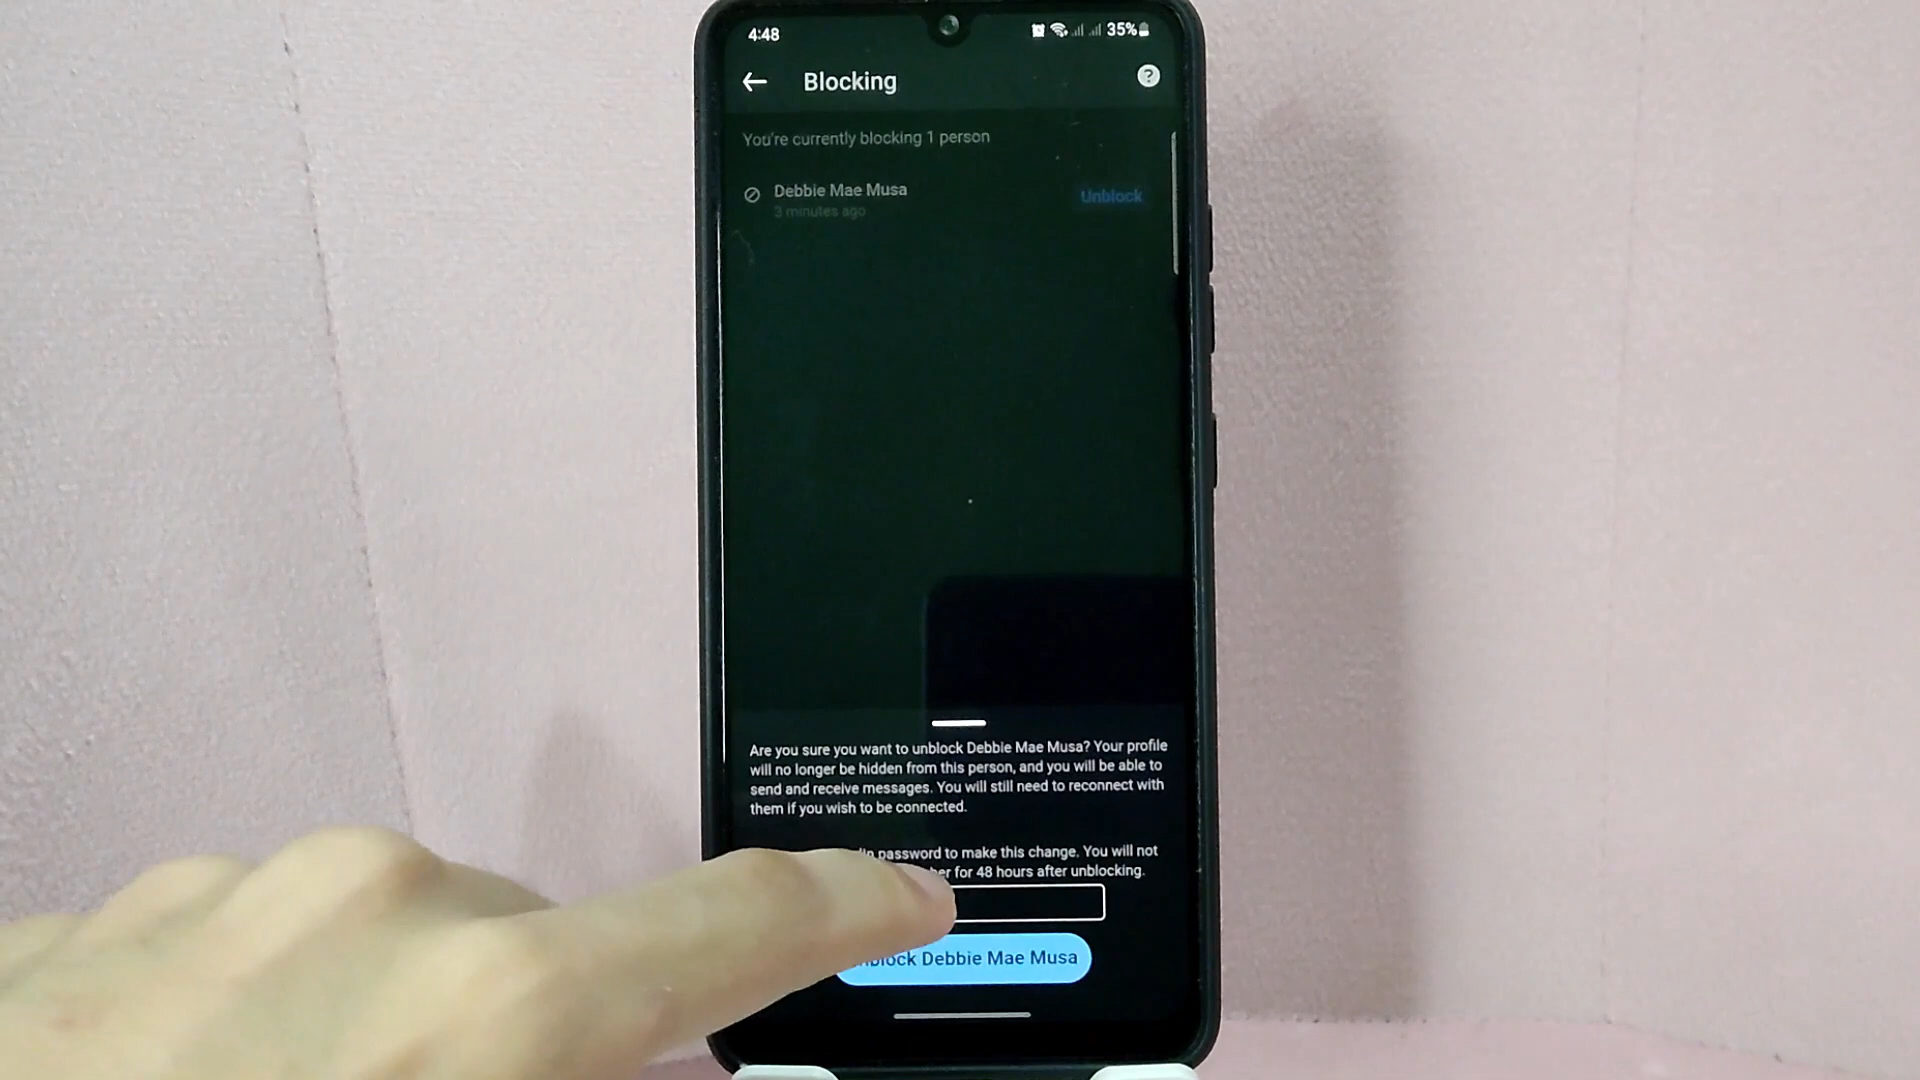 4:48 35%
Blocking
You're currently blocking 1 person
Debbie Mae Musa
3 minutes ago
Unblock
Are you sure you want to unblock Debbie Mae Musa? Your profile
will no longer be hidden from this person, and you will be able to
send and receive messages. You will still need to reconnect with
them if you wish to be connected.
password to make this change. You will not
for 48 hours after unblocking.
Debbie Mae Musa